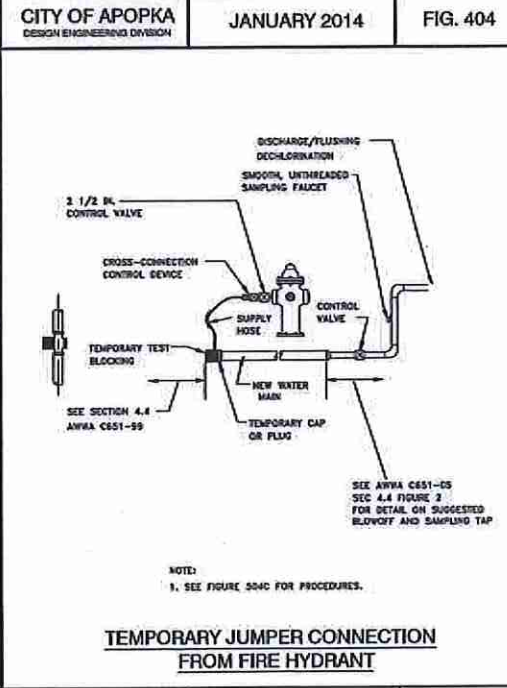 CITY OF APOPKA
DESIGN ENGINEERING DIVISION
JANUARY 2014
FIG. 404
DISCHARGE/FLUSHING
DECHLORINATION
SMOOTH, UNTHREADED
SAMPLING FAUCET
2 1/2 IN.
CONTROL VALVE
CROSS-CONNECTION
CONTROL DEVICE
SUPPLY
HOSE
CONTROL
VALVE
TEMPORARY TEST
BLOCKING
NEW WATER
MAIN
SEE SECTION 4.4
AWWA C651-99
TEMPORARY CAP
OR PLUG
SEE AWWA C651-05
SEC 4.4 FIGURE 2
FOR DETAIL ON SUGGESTED
BLOWOFF AND SAMPLING TAP
NOTE:
1. SEE FIGURE 504C FOR PROCEDURES.
TEMPORARY JUMPER CONNECTION
FROM FIRE HYDRANT